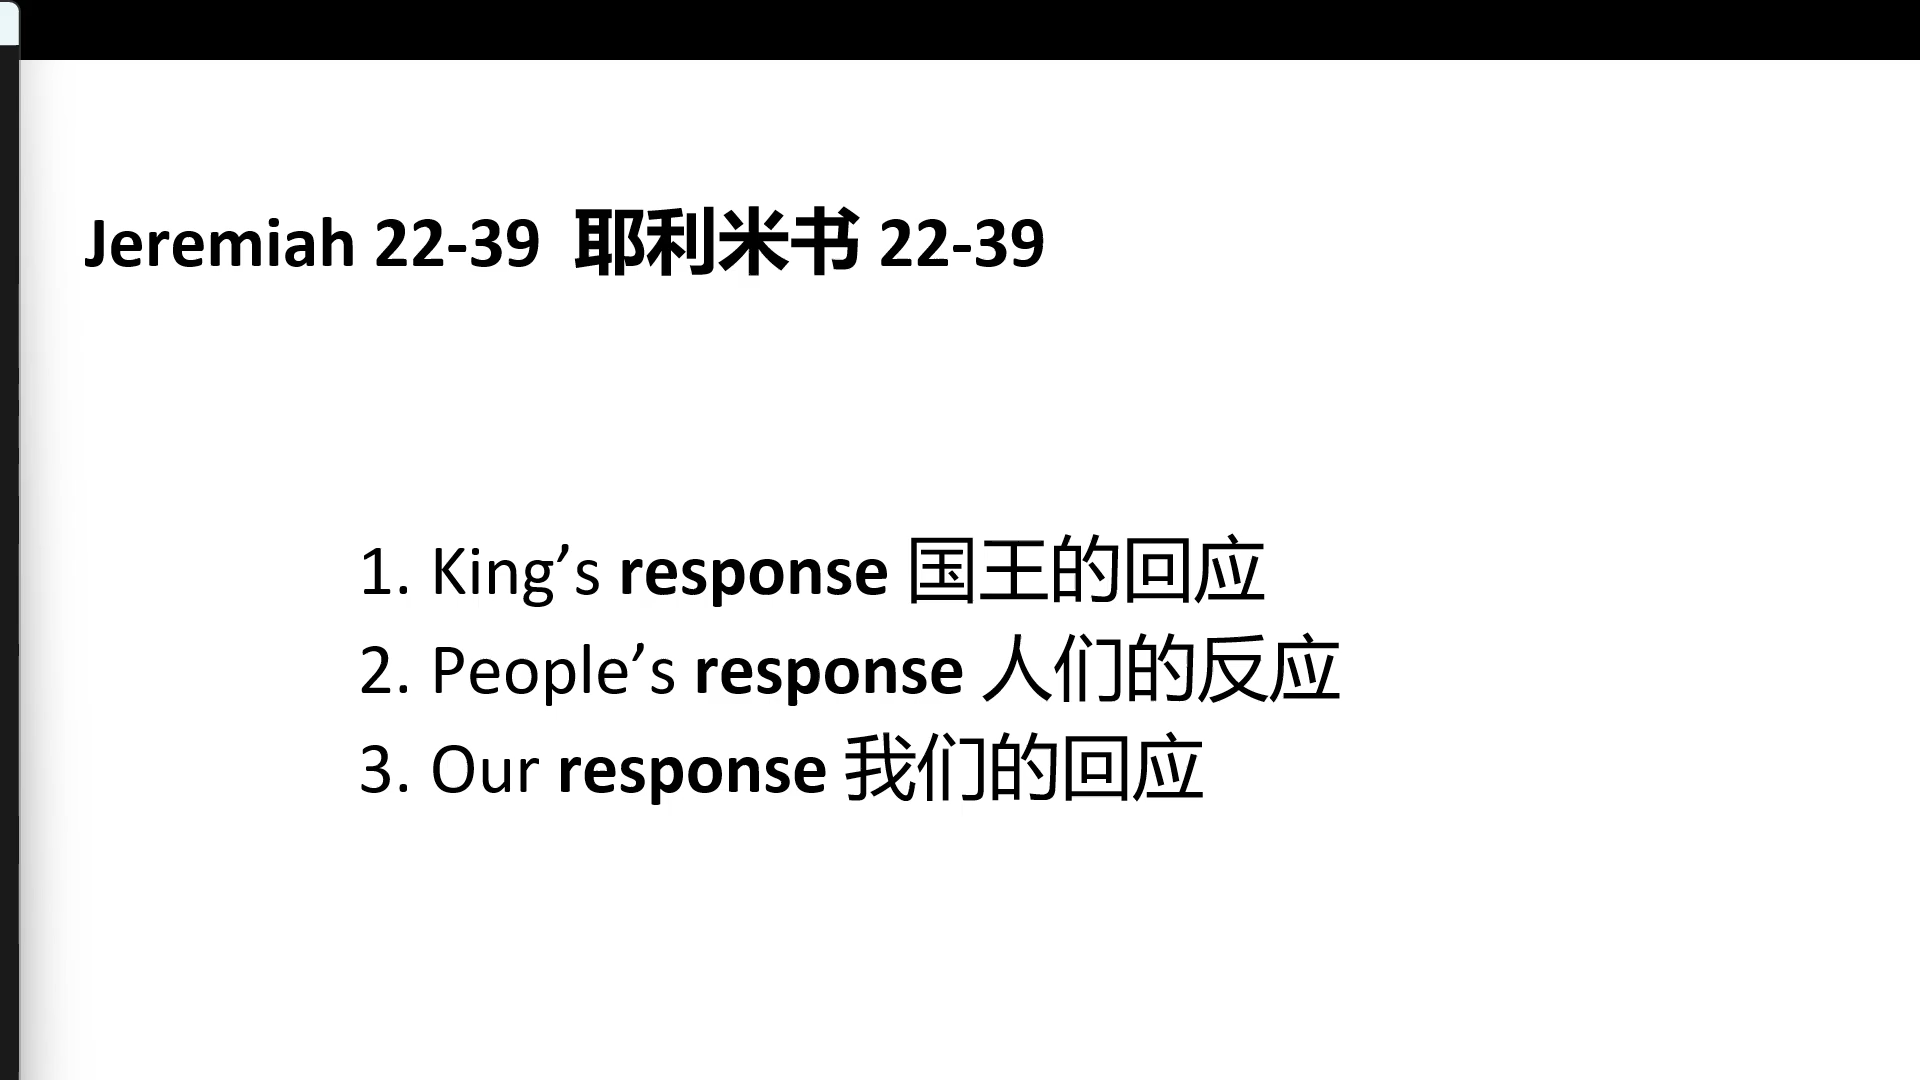 Jeremiah 22-39 耶利米书 22-39
1. King’s response 国王的回应
2. People’s response 人们的反应
3. Our response 我们的回应